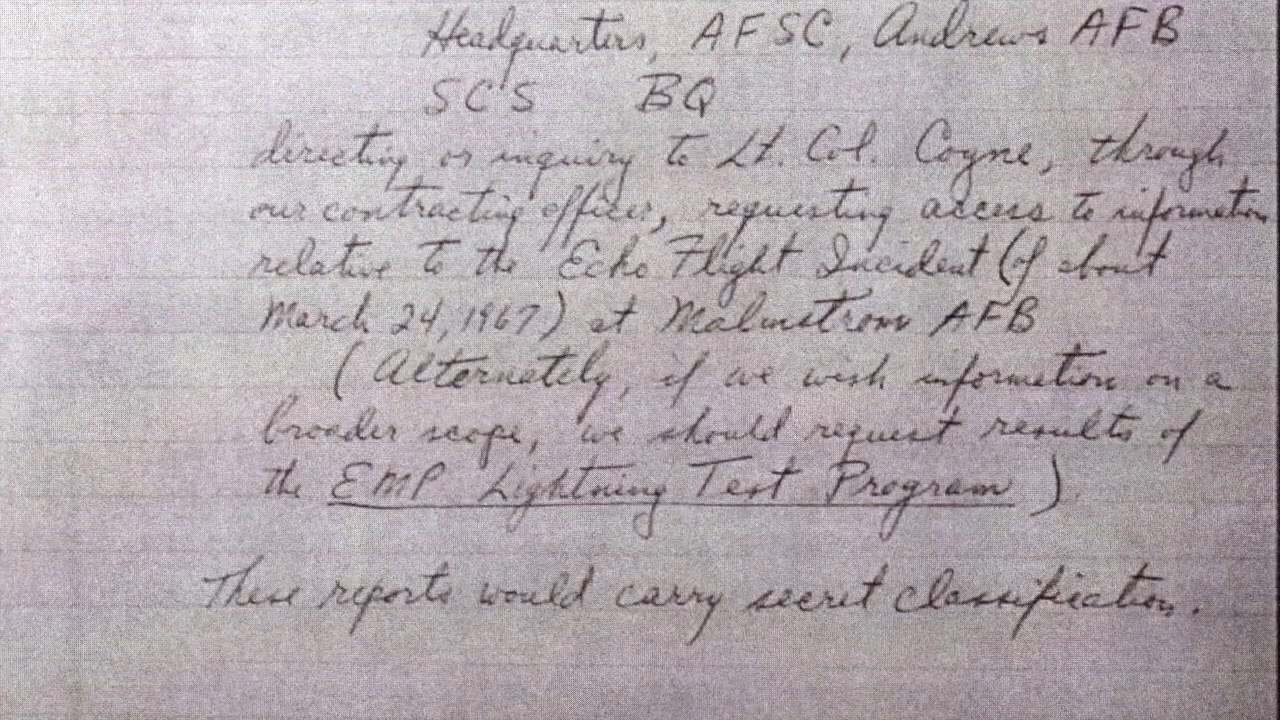 Headquarters, AFSC, Andrews AFB
SCS BQ
directing or inquiry to Lt. Col. Coyne, through
our contracting officer, requesting access to information
relative to the Echo Flight Incident (of about
March 24, 1967) at Malmstrom AFB
(Alternately, if we wish information on a
broader scope, we should request results of
the EMP Lightning Test Program)
These reports would carry secret classification.